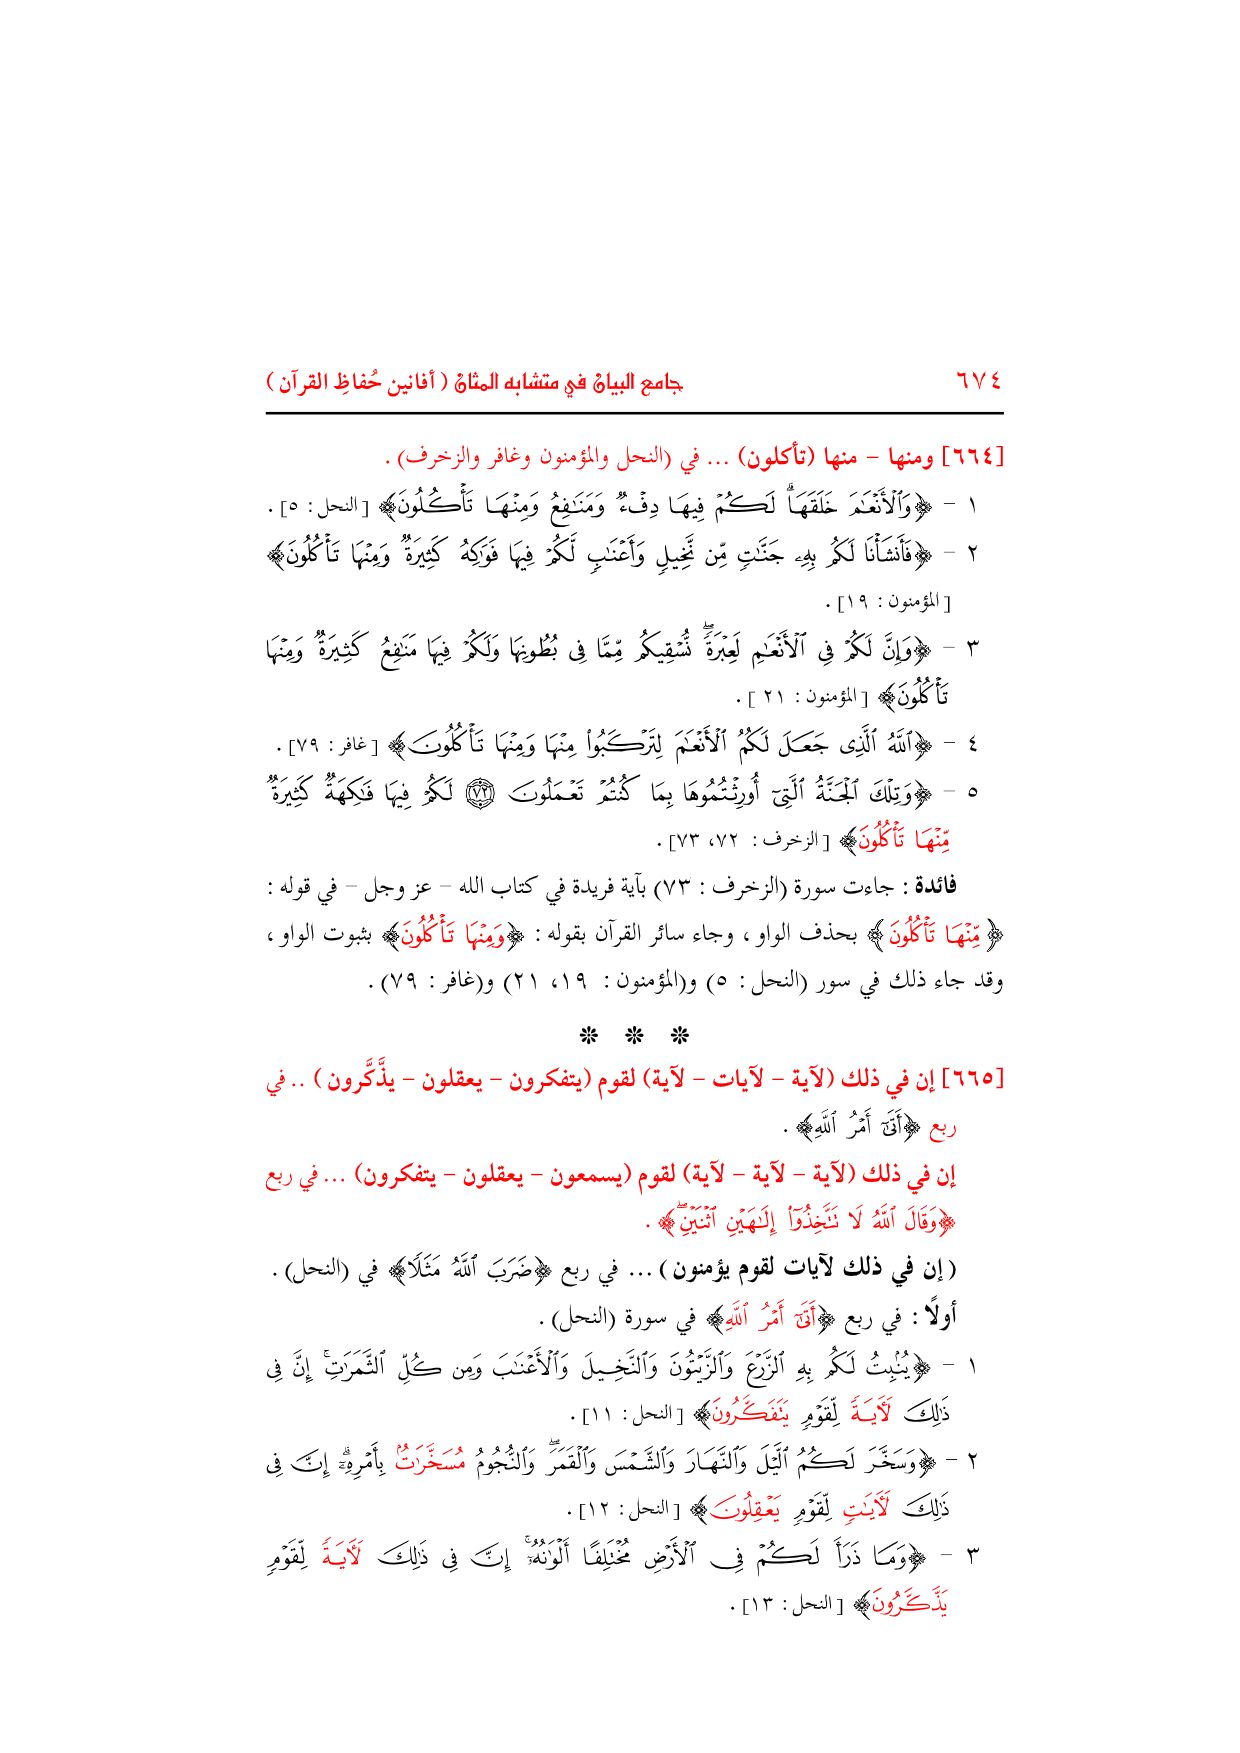 ٦٧٤ جامع البيان في متشابه المثان ( أفانين حُفاظِ القرآن )
[٦٦٤] ومنها – منها (تأكلون) ... في (النحل والمؤمنون وغافر والزخرف) .
١ – ﴿وَٱلْأَنْعَٰمَ خَلَقَهَا ۗ لَكُمْ فِيهَا دِفْءٌ وَمَنَٰفِعُ وَمِنْهَا تَأْكُلُونَ﴾ [النحل : ٥] .
٢ – ﴿فَأَنشَأْنَا لَكُم بِهِۦ جَنَّٰتٍ مِّن نَّخِيلٍ وَأَعْنَٰبٍ لَّكُمْ فِيهَا فَوَٰكِهُ كَثِيرَةٌ وَمِنْهَا تَأْكُلُونَ﴾
[المؤمنون : ١٩] .
٣ – ﴿وَإِنَّ لَكُمْ فِى ٱلْأَنْعَٰمِ لَعِبْرَةً ۖ نُّسْقِيكُم مِّمَّا فِى بُطُونِهَا وَلَكُمْ فِيهَا مَنَٰفِعُ كَثِيرَةٌ وَمِنْهَا
تَأْكُلُونَ﴾ [المؤمنون : ٢١ ] .
٤ – ﴿ٱللَّهُ ٱلَّذِى جَعَلَ لَكُمُ ٱلْأَنْعَٰمَ لِتَرْكَبُوا۟ مِنْهَا وَمِنْهَا تَأْكُلُونَ﴾ [غافر : ٧٩] .
٥ – ﴿وَتِلْكَ ٱلْجَنَّةُ ٱلَّتِىٓ أُورِثْتُمُوهَا بِمَا كُنتُمْ تَعْمَلُونَ ٧٢ لَكُمْ فِيهَا فَٰكِهَةٌ كَثِيرَةٌ
مِّنْهَا تَأْكُلُونَ﴾ [الزخرف : ٧٢، ٧٣] .
فائدة : جاءت سورة (الزخرف : ٧٣) بآية فريدة في كتاب الله – عز وجل – في قوله :
﴿مِّنْهَا تَأْكُلُونَ﴾ بحذف الواو ، وجاء سائر القرآن بقوله : ﴿وَمِنْهَا تَأْكُلُونَ﴾ بثبوت الواو ،
وقد جاء ذلك في سور (النحل : ٥) و(المؤمنون : ١٩، ٢١) و(غافر : ٧٩) .
❊ ❊ ❊
[٦٦٥] إن في ذلك (لآية – لآيات – لآية) لقوم (يتفكرون – يعقلون – يذَّكَّرون ) .. في
ربع ﴿أَتَىٰٓ أَمْرُ ٱللَّهِ﴾ .
إن في ذلك (لآية – لآية – لآية) لقوم (يسمعون – يعقلون – يتفكرون) ... في ربع
﴿وَقَالَ ٱللَّهُ لَا تَتَّخِذُوٓا۟ إِلَٰهَيْنِ ٱثْنَيْنِ ۖ﴾ .
( إن في ذلك لآيات لقوم يؤمنون ) ... في ربع ﴿ضَرَبَ ٱللَّهُ مَثَلًا﴾ في (النحل) .
أولًا : في ربع ﴿أَتَىٰٓ أَمْرُ ٱللَّهِ﴾ في سورة (النحل) .
١ – ﴿يُنۢبِتُ لَكُم بِهِ ٱلزَّرْعَ وَٱلزَّيْتُونَ وَٱلنَّخِيلَ وَٱلْأَعْنَٰبَ وَمِن كُلِّ ٱلثَّمَرَٰتِ ۗ إِنَّ فِى
ذَٰلِكَ لَءَايَةً لِّقَوْمٍ يَتَفَكَّرُونَ﴾ [النحل : ١١] .
٢ – ﴿وَسَخَّرَ لَكُمُ ٱلَّيْلَ وَٱلنَّهَارَ وَٱلشَّمْسَ وَٱلْقَمَرَ ۖ وَٱلنُّجُومُ مُسَخَّرَٰتٌۢ بِأَمْرِهِۦٓ ۗ إِنَّ فِى
ذَٰلِكَ لَءَايَٰتٍ لِّقَوْمٍ يَعْقِلُونَ﴾ [النحل : ١٢] .
٣ – ﴿وَمَا ذَرَأَ لَكُمْ فِى ٱلْأَرْضِ مُخْتَلِفًا أَلْوَٰنُهُۥٓ ۗ إِنَّ فِى ذَٰلِكَ لَءَايَةً لِّقَوْمٍ
يَذَّكَّرُونَ﴾ [النحل : ١٣] .